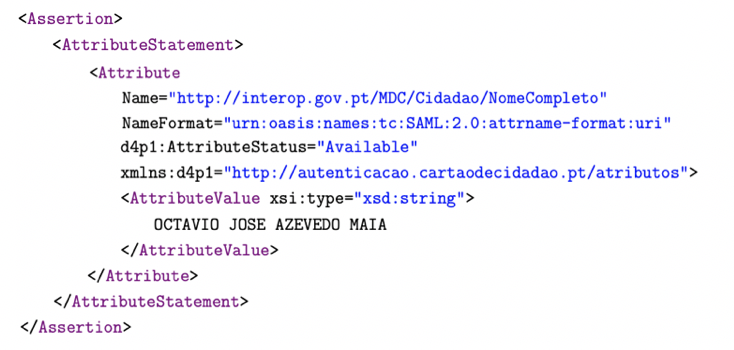 <Assertion>
<AttributeStatement>
<Attribute
Name="http://interop.gov.pt/MDC/Cidadao/NomeCompleto"
NameFormat="urn:oasis:names:tc:SAML:2.0:attrname-format:uri"
d4p1:AttributeStatus="Available"
xmlns:d4p1="http://autenticacao.cartaodecidadao.pt/atributos">
<AttributeValue xsi:type="xsd:string">
OCTAVIO JOSE AZEVEDO MAIA
</AttributeValue>
</Attribute>
</AttributeStatement>
</Assertion>